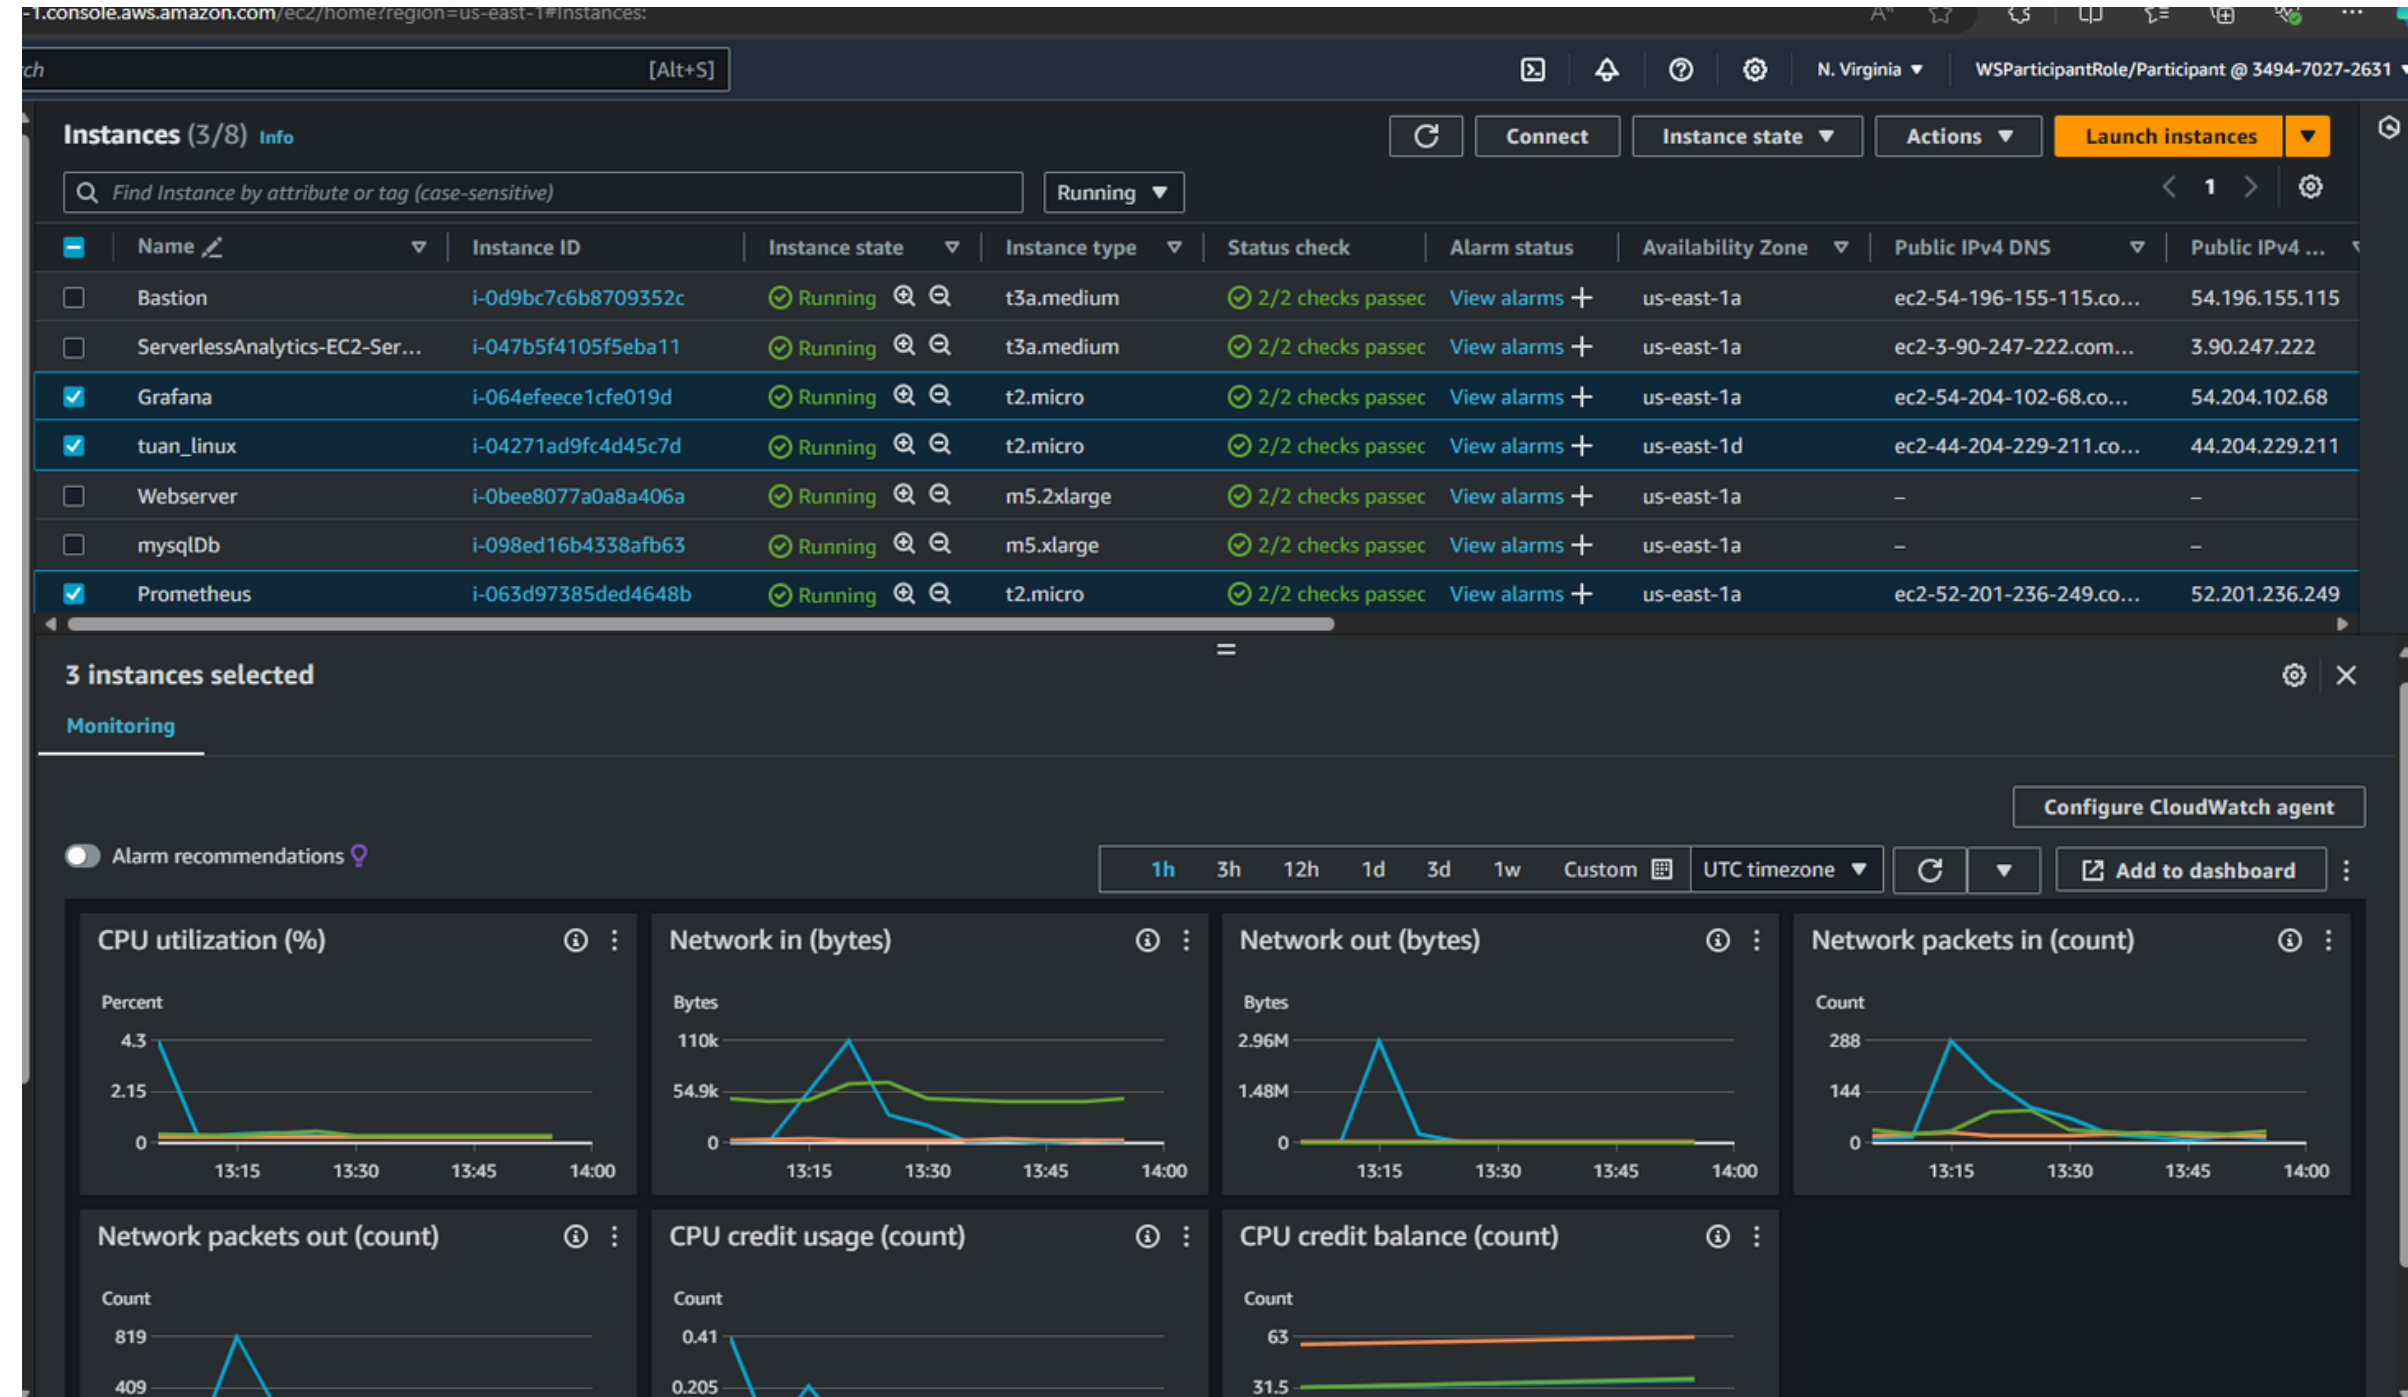 -1.console.aws.amazon.com/ec2/home?region=us-east-1#Instances:
[Alt+S]
N. Virginia
WSParticipantRole/Participant @ 3494-7027-2631
Instances (3/8) Info
Connect
Instance state
Actions
Launch instances
Find Instance by attribute or tag (case-sensitive)
Running
1
Name Instance ID Instance state Instance type Status check Alarm status Availability Zone Public IPv4 DNS Public IPv4 ...
Bastion i-0d9bc7c6b8709352c Running t3a.medium 2/2 checks passec View alarms + us-east-1a ec2-54-196-155-115.co... 54.196.155.115
ServerlessAnalytics-EC2-Ser... i-047b5f4105f5eba11 Running t3a.medium 2/2 checks passec View alarms + us-east-1a ec2-3-90-247-222.com... 3.90.247.222
Grafana i-064efeece1cfe019d Running t2.micro 2/2 checks passec View alarms + us-east-1a ec2-54-204-102-68.co... 54.204.102.68
tuan_linux i-04271ad9fc4d45c7d Running t2.micro 2/2 checks passec View alarms + us-east-1d ec2-44-204-229-211.co... 44.204.229.211
Webserver i-0bee8077a0a8a406a Running m5.2xlarge 2/2 checks passec View alarms + us-east-1a – –
mysqlDb i-098ed16b4338afb63 Running m5.xlarge 2/2 checks passec View alarms + us-east-1a – –
Prometheus i-063d97385ded4648b Running t2.micro 2/2 checks passec View alarms + us-east-1a ec2-52-201-236-249.co... 52.201.236.249
3 instances selected
Monitoring
Configure CloudWatch agent
Alarm recommendations
1h 3h 12h 1d 3d 1w Custom UTC timezone Add to dashboard
CPU utilization (%)
Percent
4.3
2.15
0
13:15 13:30 13:45 14:00
Network in (bytes)
Bytes
110k
54.9k
0
13:15 13:30 13:45 14:00
Network out (bytes)
Bytes
2.96M
1.48M
0
13:15 13:30 13:45 14:00
Network packets in (count)
Count
288
144
0
13:15 13:30 13:45 14:00
Network packets out (count)
Count
819
409
CPU credit usage (count)
Count
0.41
0.205
CPU credit balance (count)
Count
63
31.5